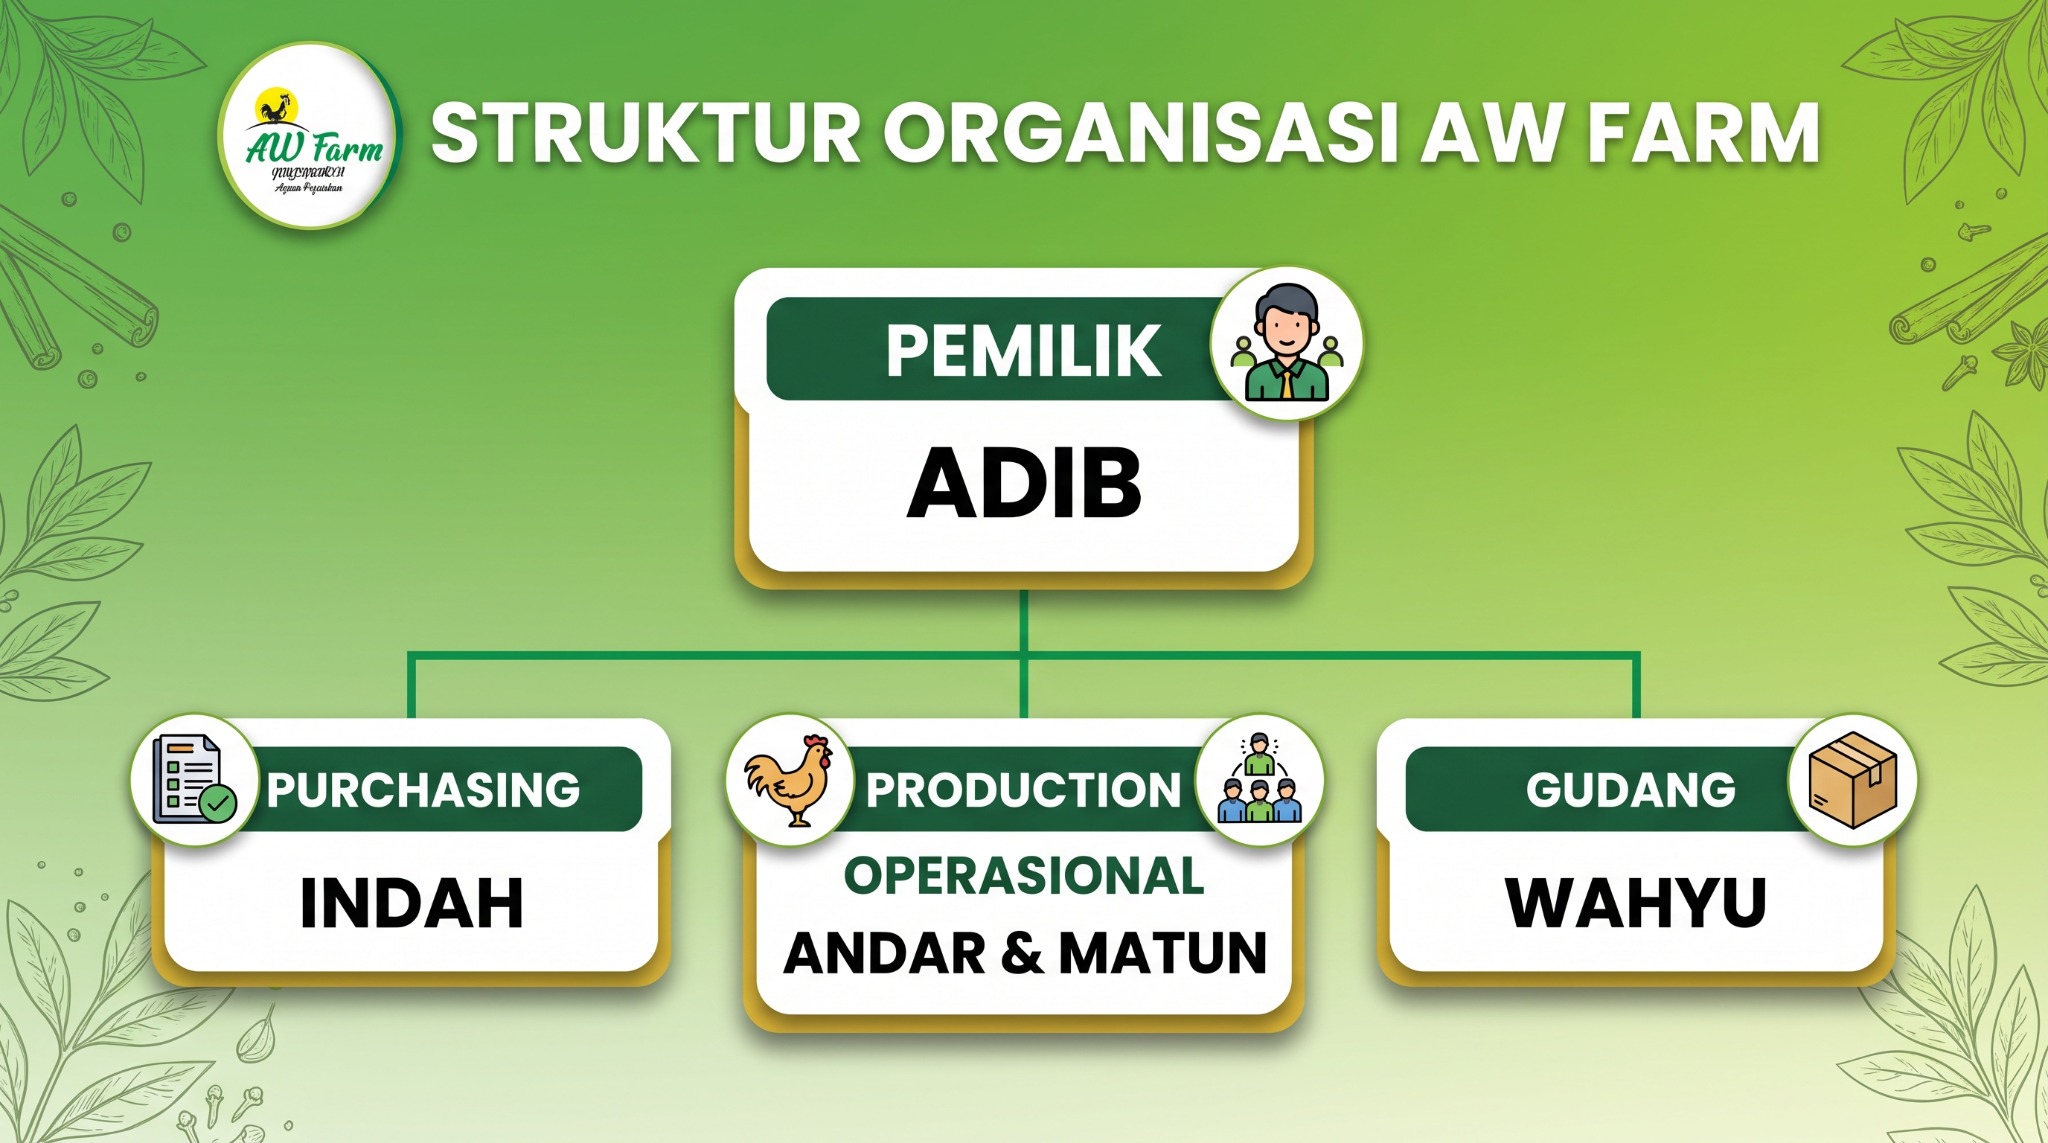 AW Farm
STRUKTUR ORGANISASI AW FARM
PEMILIK
ADIB
PURCHASING
INDAH
PRODUCTION
OPERASIONAL
ANDAR & MATUN
GUDANG
WAHYU